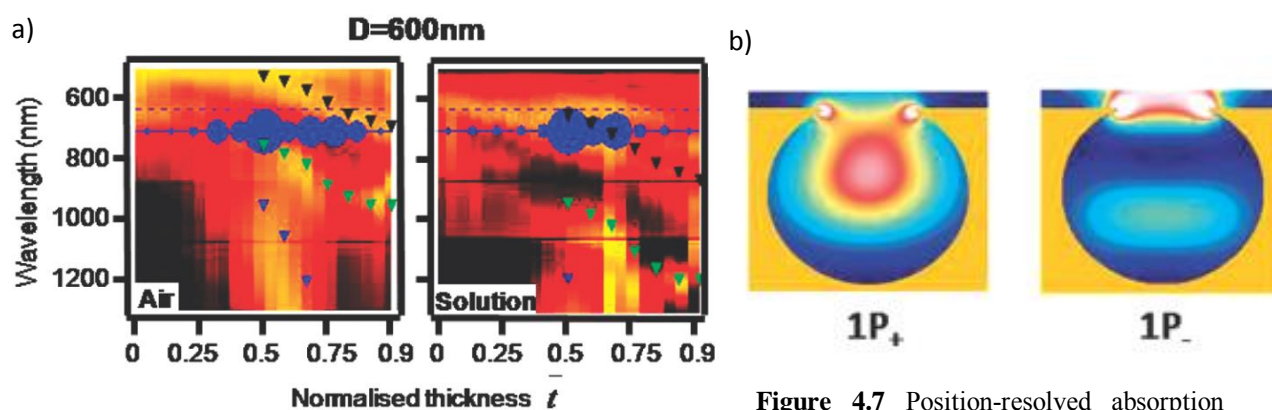 a)
D=600nm
Wavelength (nm)
600
800
1000
1200
Air
Solution
0 0.25 0.5 0.75 0.9 0 0.25 0.5 0.75 0.9
Normalised thickness t̄
b)
1P₊ 1P₋
Figure 4.7 Position-resolved absorption